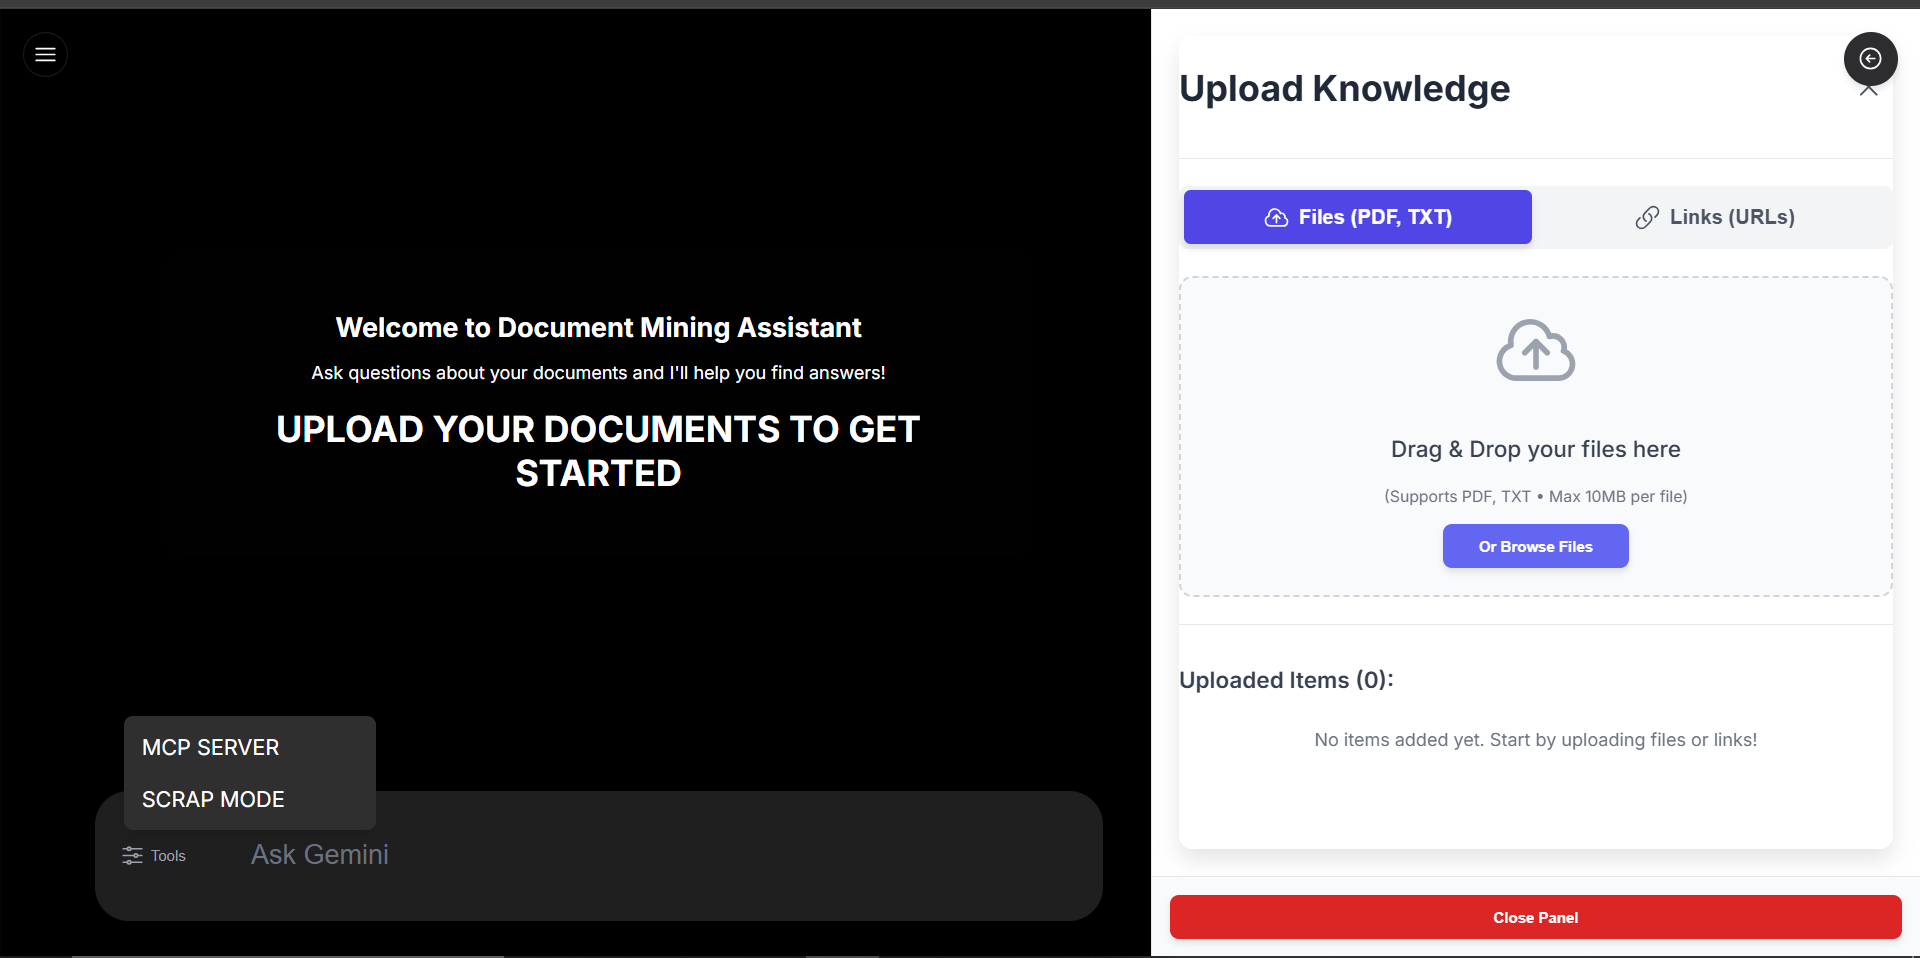 Welcome to Document Mining Assistant
Ask questions about your documents and I'll help you find answers!
UPLOAD YOUR DOCUMENTS TO GET
STARTED
MCP SERVER
SCRAP MODE
Tools
Ask Gemini
Upload Knowledge
Files (PDF, TXT)
Links (URLs)
Drag & Drop your files here
(Supports PDF, TXT • Max 10MB per file)
Or Browse Files
Uploaded Items (0):
No items added yet. Start by uploading files or links!
Close Panel